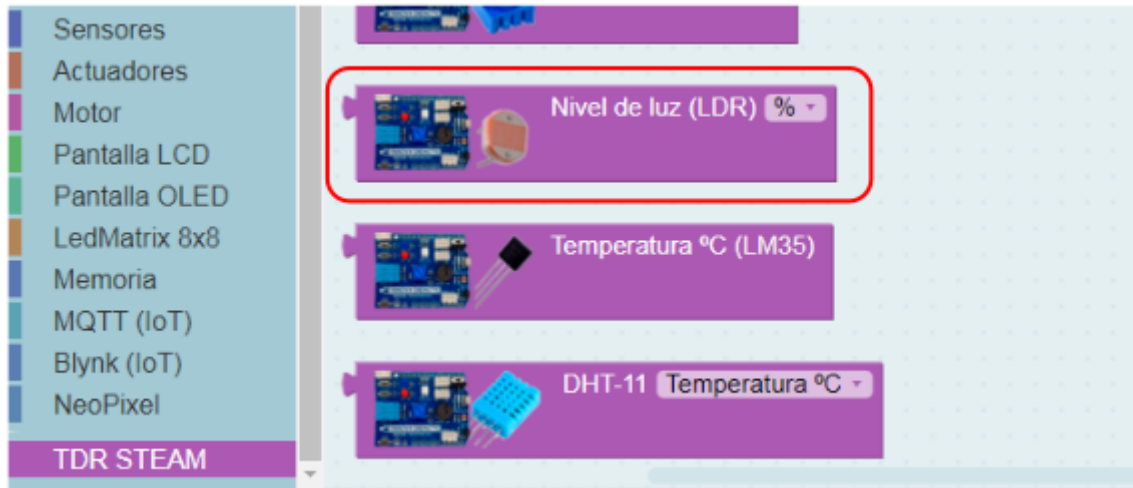 Sensores
Actuadores
Motor
Pantalla LCD
Pantalla OLED
LedMatrix 8x8
Memoria
MQTT (IoT)
Blynk (IoT)
NeoPixel
TDR STEAM
Nivel de luz (LDR) %
Temperatura ºC (LM35)
DHT-11 Temperatura ºC